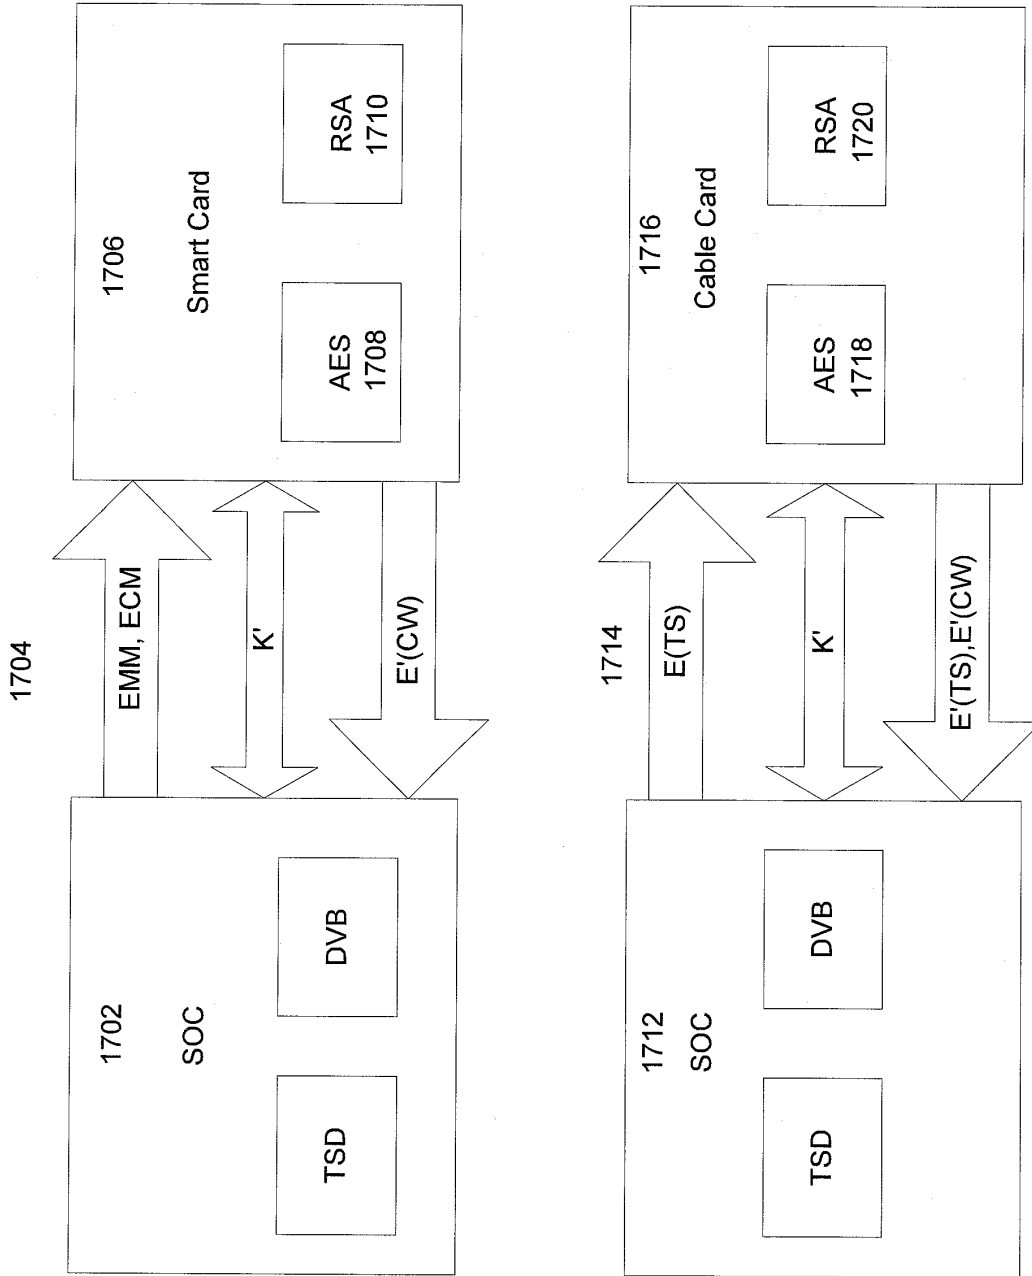 1704
1702
SOC
TSD
DVB
EMM, ECM
K'
E'(CW)
1706
Smart Card
AES
1708
RSA
1710
1714
1712
SOC
TSD
DVB
E(TS)
K'
E'(TS),E'(CW)
1716
Cable Card
AES
1718
RSA
1720